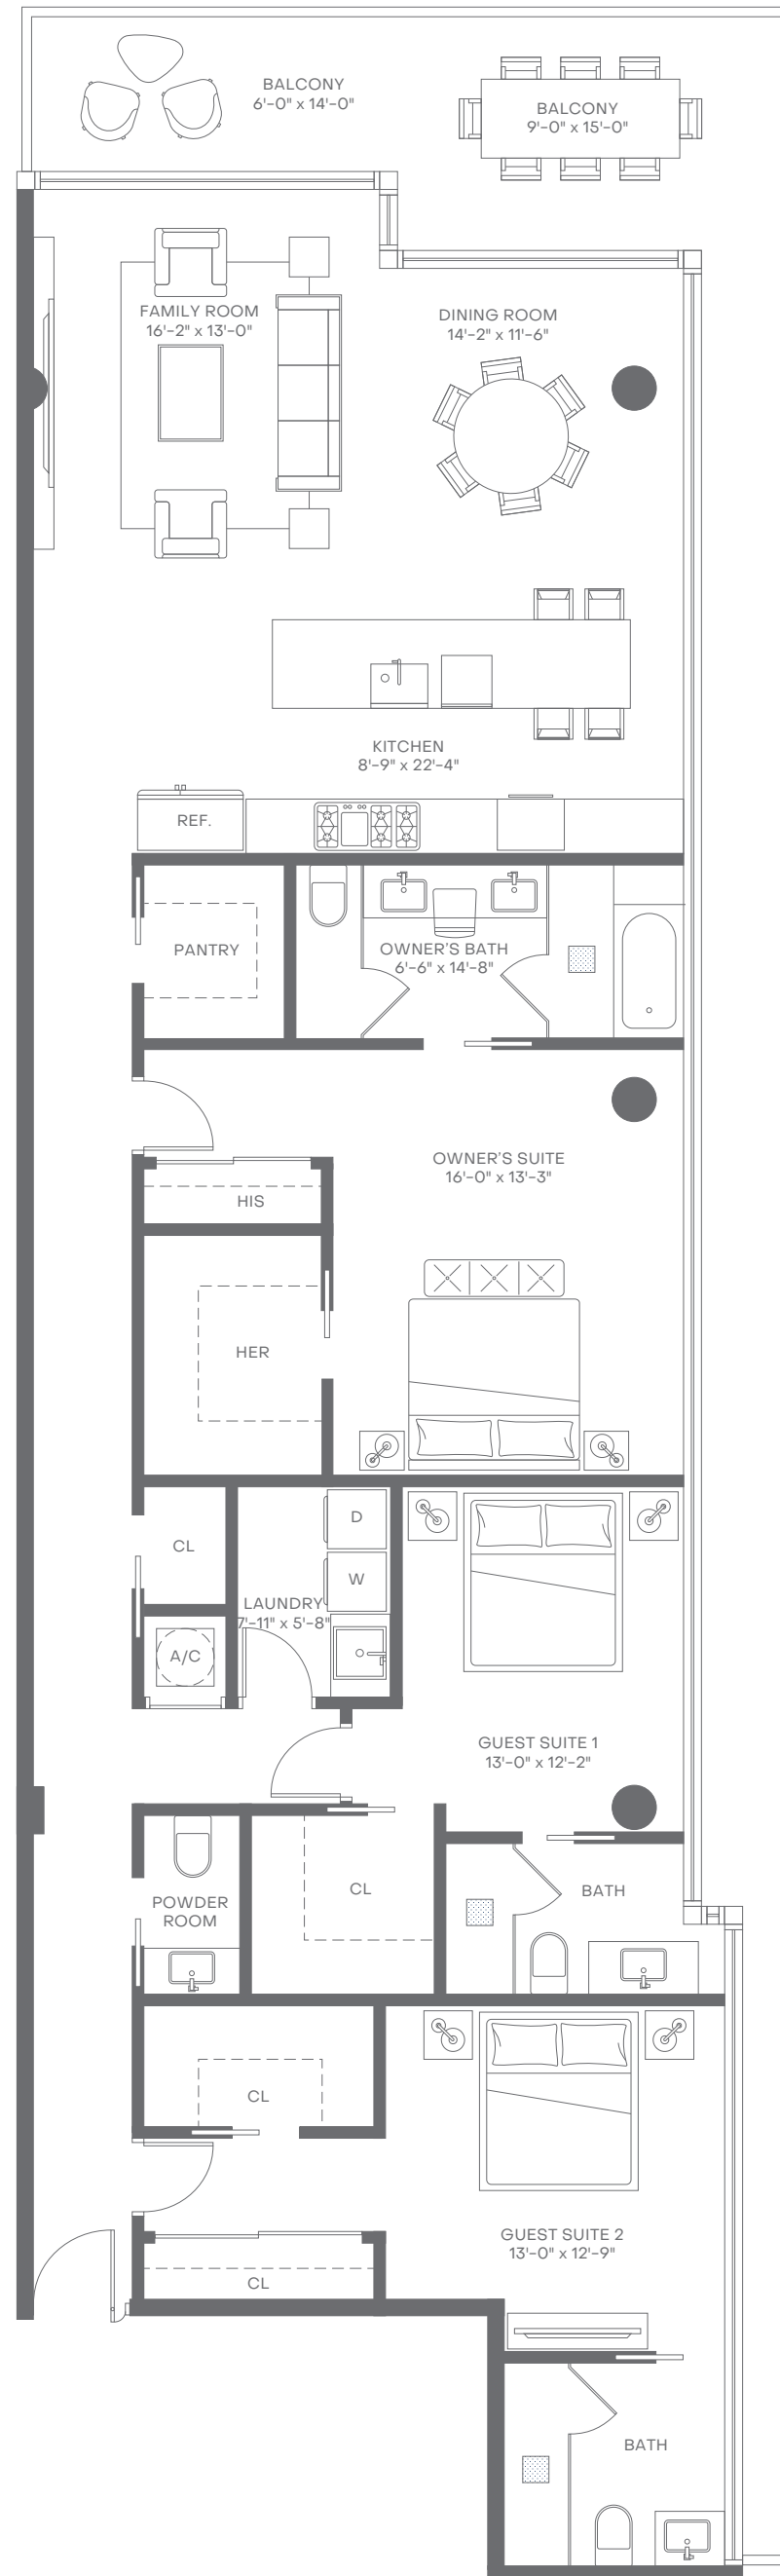 BALCONY
6'-0" x 14'-0"
BALCONY
9'-0" x 15'-0"
FAMILY ROOM
16'-2" x 13'-0"
DINING ROOM
14'-2" x 11'-6"
KITCHEN
8'-9" x 22'-4"
REF.
PANTRY
OWNER'S BATH
6'-6" x 14'-8"
OWNER'S SUITE
16'-0" x 13'-3"
HIS
HER
CL
D
W
LAUNDRY
7'-11" x 5'-8"
A/C
GUEST SUITE 1
13'-0" x 12'-2"
POWDER
ROOM
CL
BATH
CL
GUEST SUITE 2
13'-0" x 12'-9"
CL
BATH